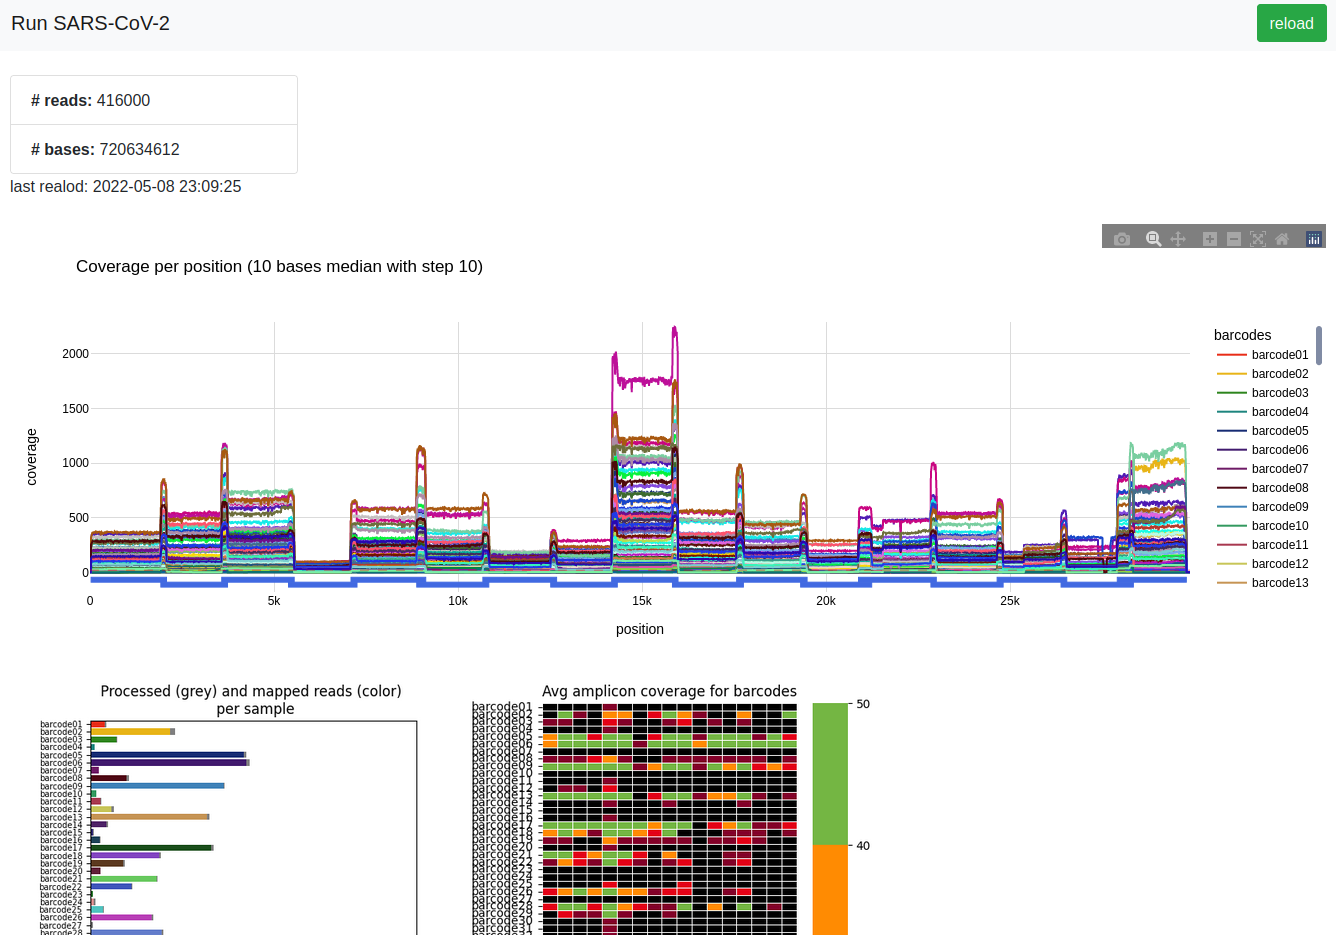 Run SARS-CoV-2
reload
# reads: 416000
# bases: 720634612
last realod: 2022-05-08 23:09:25
Coverage per position (10 bases median with step 10)
coverage
2000
1500
1000
500
0
0
5k
10k
15k
20k
25k
position
barcodes
barcode01
barcode02
barcode03
barcode04
barcode05
barcode06
barcode07
barcode08
barcode09
barcode10
barcode11
barcode12
barcode13
Processed (grey) and mapped reads (color)
per sample
barcode01
barcode02
barcode03
barcode04
barcode05
barcode06
barcode07
barcode08
barcode09
barcode10
barcode11
barcode12
barcode13
barcode14
barcode15
barcode16
barcode17
barcode18
barcode19
barcode20
barcode21
barcode22
barcode23
barcode24
barcode25
barcode26
barcode27
barcode28
Avg amplicon coverage for barcodes
barcode01
barcode02
barcode03
barcode04
barcode05
barcode06
barcode07
barcode08
barcode09
barcode10
barcode11
barcode12
barcode13
barcode14
barcode15
barcode16
barcode17
barcode18
barcode19
barcode20
barcode21
barcode22
barcode23
barcode24
barcode25
barcode26
barcode27
barcode28
barcode29
barcode30
barcode31
50
40